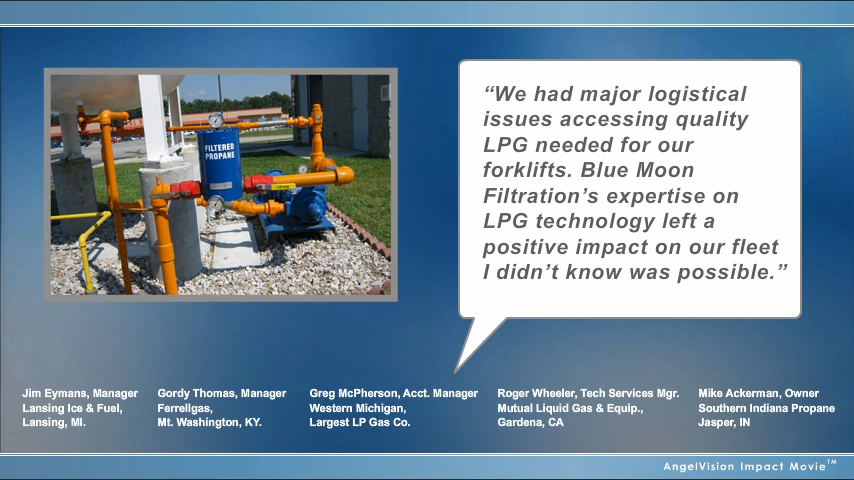 FILTERED
PROPANE
“We had major logistical
issues accessing quality
LPG needed for our
forklifts. Blue Moon
Filtration’s expertise on
LPG technology left a
positive impact on our fleet
I didn’t know was possible.”
Jim Eymans, Manager
Lansing Ice & Fuel,
Lansing, MI.
Gordy Thomas, Manager
Ferrellgas,
Mt. Washington, KY.
Greg McPherson, Acct. Manager
Western Michigan,
Largest LP Gas Co.
Roger Wheeler, Tech Services Mgr.
Mutual Liquid Gas & Equip.,
Gardena, CA
Mike Ackerman, Owner
Southern Indiana Propane
Jasper, IN
AngelVision Impact Movie™